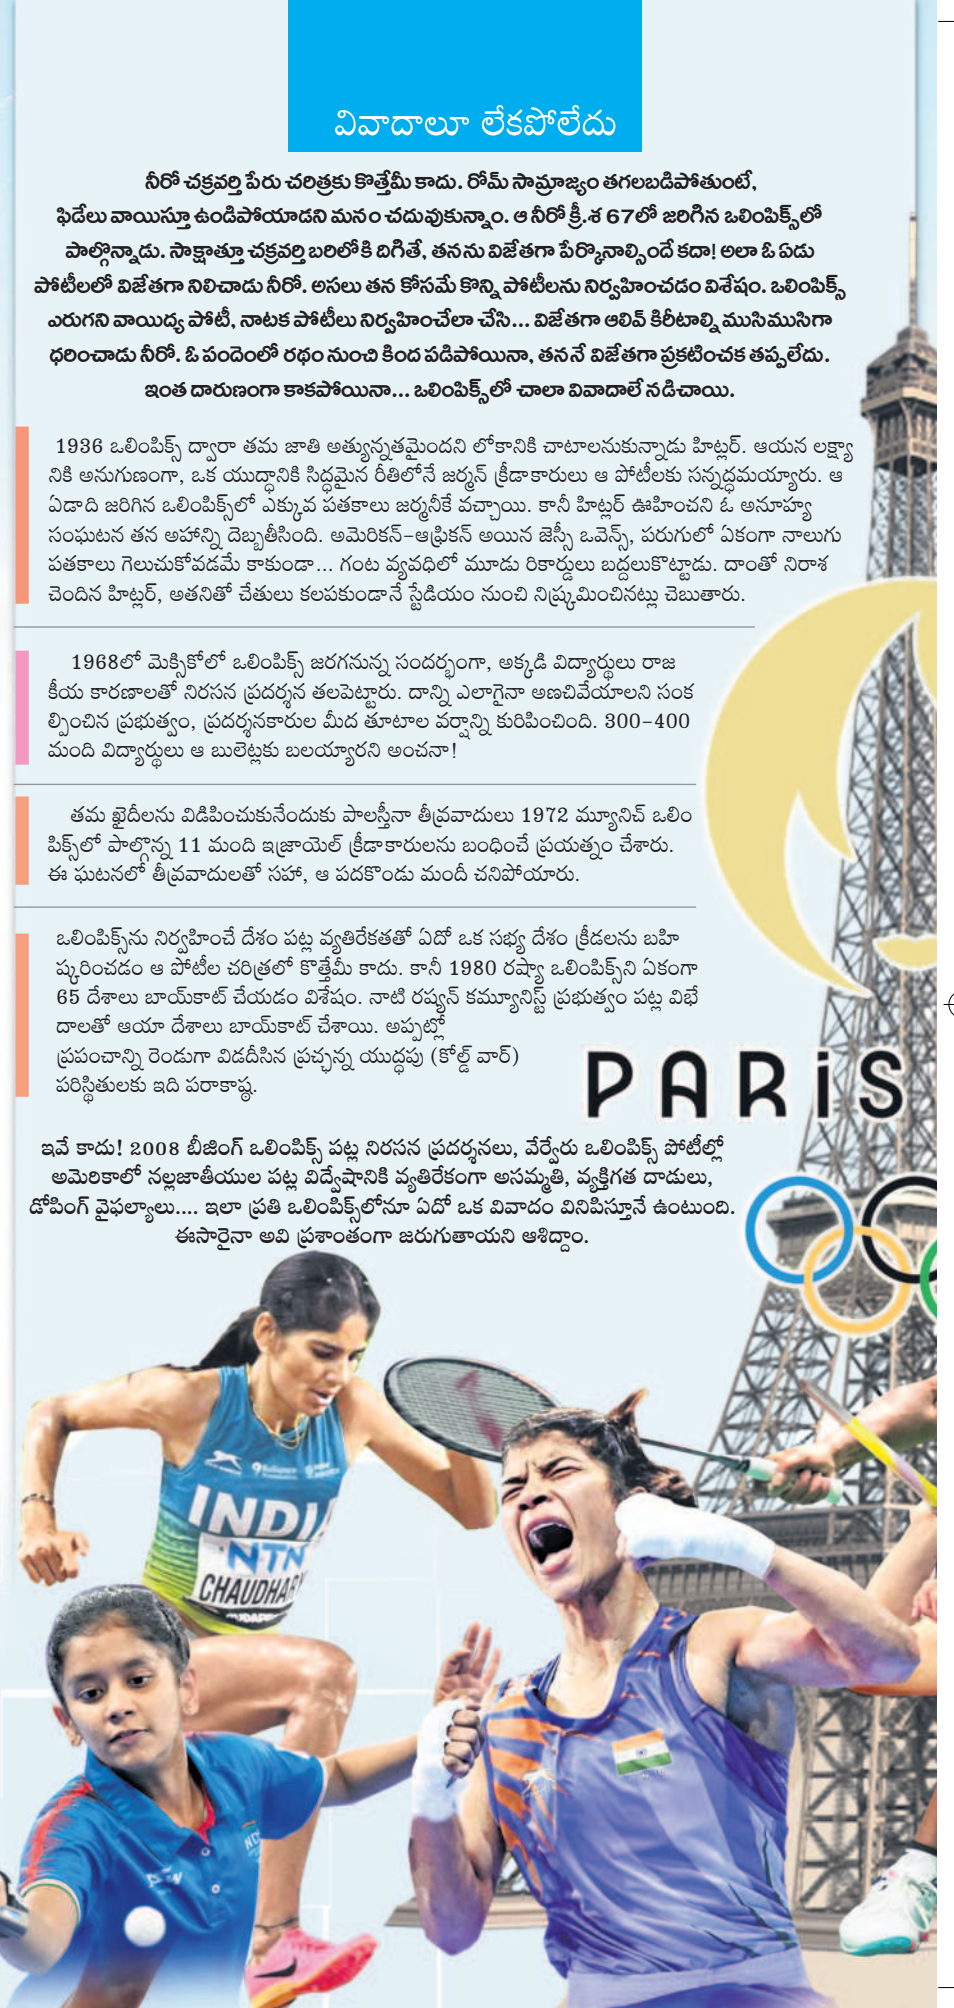 వివాదాలూ లేకపోలేదు
నీరో చక్రవర్తి పేరు చరిత్రకు కొత్తేమీ కాదు. రోమ్ సామ్రాజ్యం తగలబడిపోతుంటే,
ఫిడేలు వాయిస్తూ ఉండిపోయాడని మనం చదువుకున్నాం. ఆ నీరో క్రీ.శ 67లో జరిగిన ఒలింపిక్స్‌లో
పాల్గొన్నాడు. సాక్షాత్తూ చక్రవర్తి బరిలోకి దిగితే, తనను విజేతగా పేర్కొనాల్సిందే కదా! అలా ఓ ఏడు
పోటీలలో విజేతగా నిలిచాడు నీరో. అసలు తన కోసమే కొన్ని పోటీలను నిర్వహించడం విశేషం. ఒలింపిక్స్
ఎరుగని వాయిద్య పోటీ, నాటక పోటీలు నిర్వహించేలా చేసి... విజేతగా ఆలివ్ కిరీటాల్ని ముసిముసిగా
ధరించాడు నీరో. ఓ పందెంలో రథం నుంచి కింద పడిపోయినా, తననే విజేతగా ప్రకటించక తప్పలేదు.
ఇంత దారుణంగా కాకపోయినా... ఒలింపిక్స్‌లో చాలా వివాదాలే నడిచాయి.
1936 ఒలింపిక్స్ ద్వారా తమ జాతి అత్యున్నతమైందని లోకానికి చాటాలనుకున్నాడు హిట్లర్. ఆయన లక్ష్యా
నికి అనుగుణంగా, ఒక యుద్ధానికి సిద్ధమైన రీతిలోనే జర్మన్ క్రీడాకారులు ఆ పోటీలకు సన్నద్ధమయ్యారు. ఆ
ఏడాది జరిగిన ఒలింపిక్స్‌లో ఎక్కువ పతకాలు జర్మనీకే వచ్చాయి. కానీ హిట్లర్ ఊహించని ఓ అనూహ్య
సంఘటన తన అహాన్ని దెబ్బతీసింది. అమెరికన్-ఆఫ్రికన్ అయిన జెస్సీ ఒవెన్స్, పరుగులో ఏకంగా నాలుగు
పతకాలు గెలుచుకోవడమే కాకుండా... గంట వ్యవధిలో మూడు రికార్డులు బద్దలుకొట్టాడు. దాంతో నిరాశ
చెందిన హిట్లర్, అతనితో చేతులు కలపకుండానే స్టేడియం నుంచి నిష్క్రమించినట్లు చెబుతారు.
1968లో మెక్సికోలో ఒలింపిక్స్ జరగనున్న సందర్భంగా, అక్కడి విద్యార్థులు రాజ
కీయ కారణాలతో నిరసన ప్రదర్శన తలపెట్టారు. దాన్ని ఎలాగైనా అణచివేయాలని సంక
ల్పించిన ప్రభుత్వం, ప్రదర్శనకారుల మీద తూటాల వర్షాన్ని కురిపించింది. 300-400
మంది విద్యార్థులు ఆ బులెట్లకు బలయ్యారని అంచనా!
తమ ఖైదీలను విడిపించుకునేందుకు పాలస్తీనా తీవ్రవాదులు 1972 మ్యూనిచ్ ఒలిం
పిక్స్‌లో పాల్గొన్న 11 మంది ఇజ్రాయెల్ క్రీడాకారులను బంధించే ప్రయత్నం చేశారు.
ఈ ఘటనలో తీవ్రవాదులతో సహా, ఆ పదకొండు మందీ చనిపోయారు.
ఒలింపిక్స్‌ను నిర్వహించే దేశం పట్ల వ్యతిరేకతతో ఏదో ఒక సభ్య దేశం క్రీడలను బహి
ష్కరించడం ఆ పోటీల చరిత్రలో కొత్తేమీ కాదు. కానీ 1980 రష్యా ఒలింపిక్స్‌ని ఏకంగా
65 దేశాలు బాయ్‌కాట్ చేయడం విశేషం. నాటి రష్యన్ కమ్యూనిస్ట్ ప్రభుత్వం పట్ల విభే
దాలతో ఆయా దేశాలు బాయ్‌కాట్ చేశాయి. అప్పట్లో
ప్రపంచాన్ని రెండుగా విడదీసిన ప్రచ్ఛన్న యుద్ధపు (కోల్డ్ వార్)
పరిస్థితులకు ఇది పరాకాష్ఠ.
PARiS
ఇవే కాదు! 2008 బీజింగ్ ఒలింపిక్స్ పట్ల నిరసన ప్రదర్శనలు, వేర్వేరు ఒలింపిక్స్ పోటీల్లో
అమెరికాలో నల్లజాతీయుల పట్ల విద్వేషానికి వ్యతిరేకంగా అసమ్మతి, వ్యక్తిగత దాడులు,
డోపింగ్ వైఫల్యాలు.... ఇలా ప్రతి ఒలింపిక్స్‌లోనూ ఏదో ఒక వివాదం వినిపిస్తూనే ఉంటుంది.
ఈసారైనా అవి ప్రశాంతంగా జరుగుతాయని ఆశిద్దాం.
INDIA
NTN
CHAUDHARY